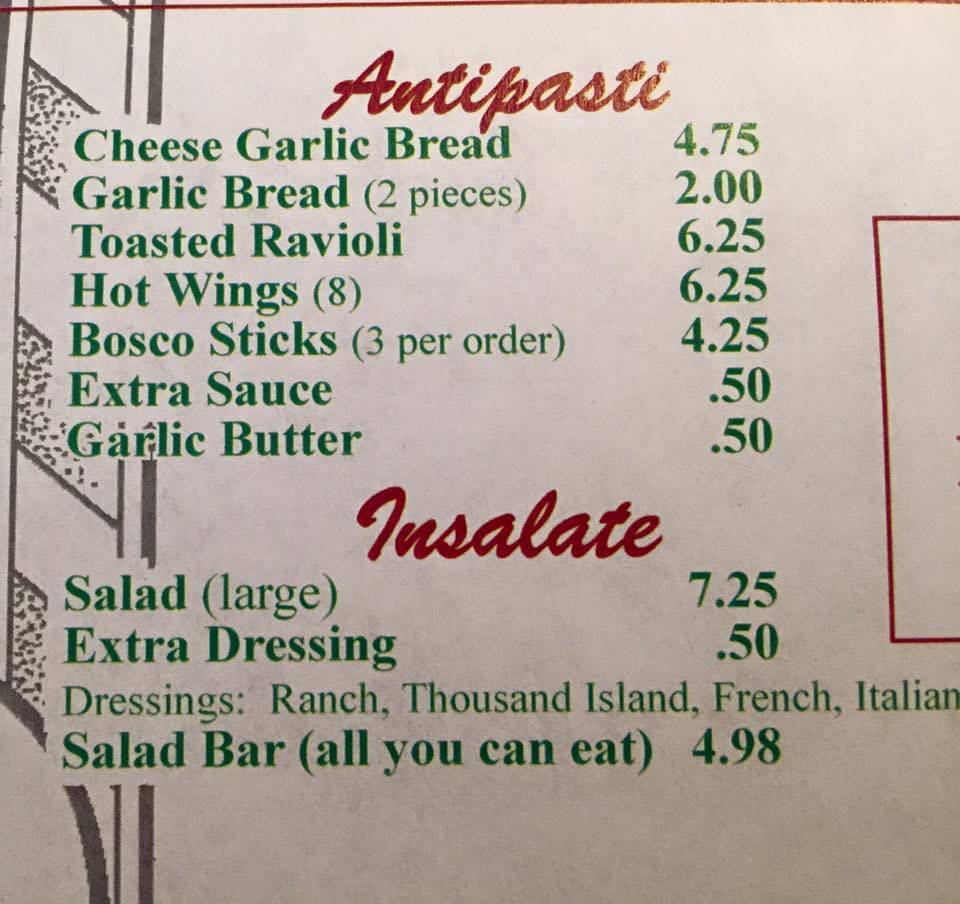 Antipasti
Cheese Garlic Bread 4.75
Garlic Bread (2 pieces) 2.00
Toasted Ravioli 6.25
Hot Wings (8) 6.25
Bosco Sticks (3 per order) 4.25
Extra Sauce .50
Garlic Butter .50
Insalate
Salad (large) 7.25
Extra Dressing .50
Dressings: Ranch, Thousand Island, French, Italian
Salad Bar (all you can eat) 4.98